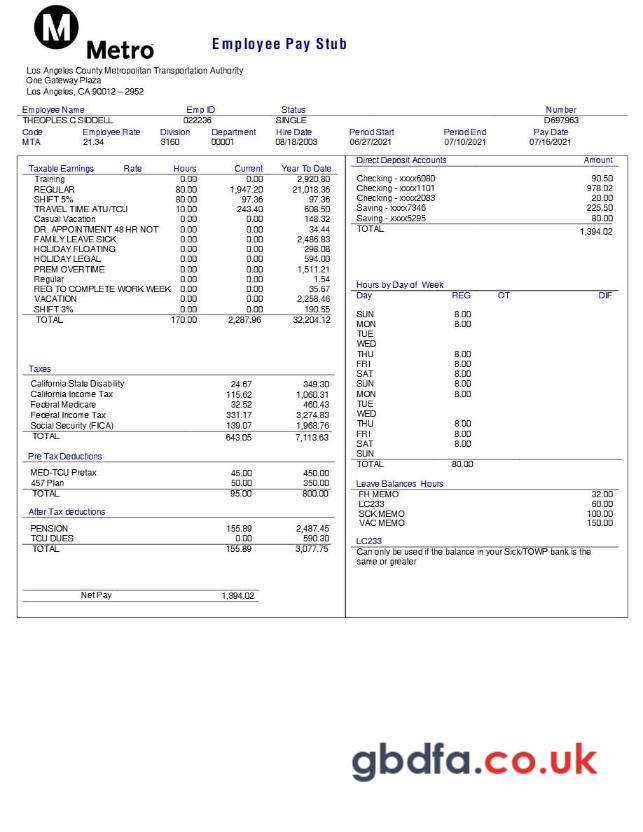 M
Metro
Employee Pay Stub
Los Angeles County Metropolitan Transportation Authority
One Gateway Plaza
Los Angeles, CA 90012 – 2952
Employee Name Emp ID Status Number
THEOPLES C SIDDELL 022236 SINGLE D697963
Code Employee Rate Division Department Hire Date Period Start Period End Pay Date
MTA 21.34 3160 00001 08/18/2003 06/27/2021 07/10/2021 07/16/2021
Taxable Earnings Rate Hours Current Year To Date
Training 0.00 0.00 2,920.80
REGULAR 80.00 1,947.20 21,018.36
SHIFT 5% 80.00 97.36 97.36
TRAVEL TIME ATU/TCU 10.00 243.40 608.50
Casual Vacation 0.00 0.00 148.32
DR. APPOINTMENT 48 HR NOT 0.00 0.00 34.44
FAMILY LEAVE SICK 0.00 0.00 2,486.83
HOLIDAY FLOATING 0.00 0.00 298.08
HOLIDAY LEGAL 0.00 0.00 594.00
PREM OVERTIME 0.00 0.00 1,511.21
Regular 0.00 0.00 1.54
REG TO COMPLETE WORK WEEK 0.00 0.00 35.67
VACATION 0.00 0.00 2,258.46
SHIFT 3% 0.00 0.00 190.55
TOTAL 170.00 2,287.96 32,204.12
Taxes
California State Disability 24.67 349.30
California Income Tax 115.62 1,060.31
Federal Medicare 32.52 460.43
Federal Income Tax 331.17 3,274.83
Social Security (FICA) 139.07 1,968.76
TOTAL 643.05 7,113.63
Pre Tax Deductions
MED-TCU Pretax 45.00 450.00
457 Plan 50.00 350.00
TOTAL 95.00 800.00
After Tax deductions
PENSION 155.89 2,487.45
TCU DUES 0.00 590.30
TOTAL 155.89 3,077.75
Net Pay 1,394.02
Direct Deposit Accounts Amount
Checking - xxxx6080 90.50
Checking - xxxx1101 978.02
Checking - xxxx2083 20.00
Saving - xxxx7346 225.50
Saving - xxxx5295 80.00
TOTAL 1,394.02
Hours by Day of Week
Day REG OT DIF
SUN 8.00
MON 8.00
TUE
WED
THU 8.00
FRI 8.00
SAT 8.00
SUN 8.00
MON 8.00
TUE
WED
THU 8.00
FRI 8.00
SAT 8.00
SUN
TOTAL 80.00
Leave Balances Hours
FH MEMO 32.00
LC233 60.00
SCK MEMO 100.00
VAC MEMO 150.00
LC233
Can only be used if the balance in your Sick/TOWP bank is the
same or greater
gbdfa.co.uk